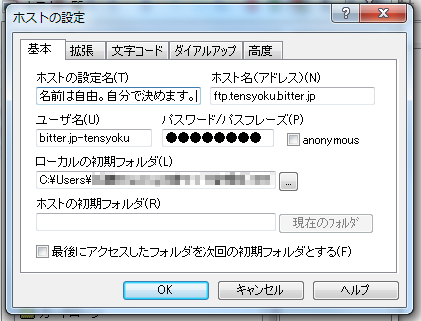 ホストの設定
基本 拡張 文字コード ダイアルアップ 高度
ホストの設定名(T) ホスト名(アドレス)(N)
名前は自由。自分で決めます。 ftp.tensyoku.bitter.jp
ユーザ名(U) パスワード/パスフレーズ(P)
bitter.jp-tensyoku ●●●●●●●● anonymous
ローカルの初期フォルダ(L)
C:¥Users¥ ...
ホストの初期フォルダ(R)
現在のフォルダ
最後にアクセスしたフォルダを次回の初期フォルダとする(F)
OK キャンセル ヘルプ